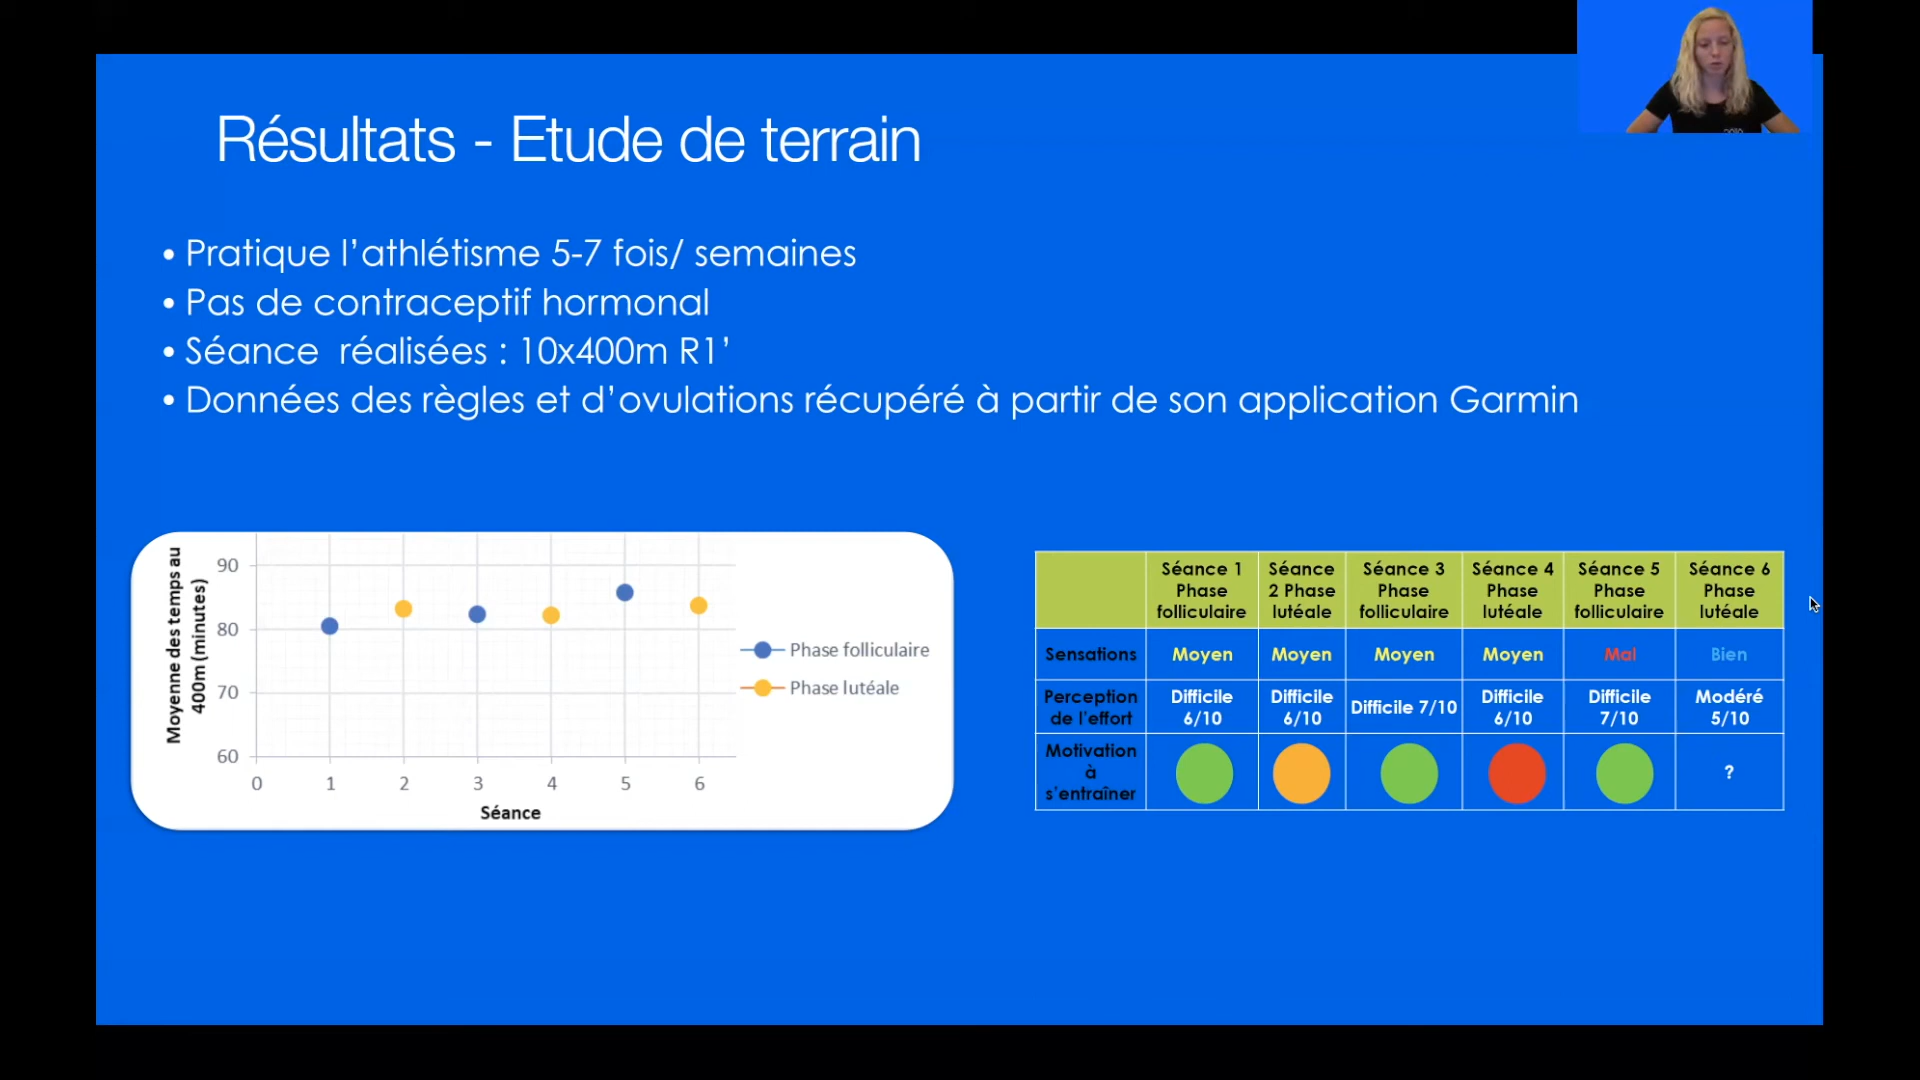 Résultats - Etude de terrain
• Pratique l'athlétisme 5-7 fois/ semaines
• Pas de contraceptif hormonal
• Séance réalisées : 10x400m R1'
• Données des règles et d'ovulations récupéré à partir de son application Garmin
Moyenne des temps au
400m (minutes)
90
80
70
60
0 1 2 3 4 5 6
Séance
Phase folliculaire
Phase lutéale
Séance 1 Séance Séance 3 Séance 4 Séance 5 Séance 6
Phase 2 Phase Phase Phase Phase Phase
folliculaire lutéale folliculaire lutéale folliculaire lutéale
Sensations Moyen Moyen Moyen Moyen Mal Bien
Perception
de l'effort
Difficile
6/10
Difficile
6/10
Difficile 7/10
Difficile
6/10
Difficile
7/10
Modéré
5/10
Motivation
à
s'entraîner
?